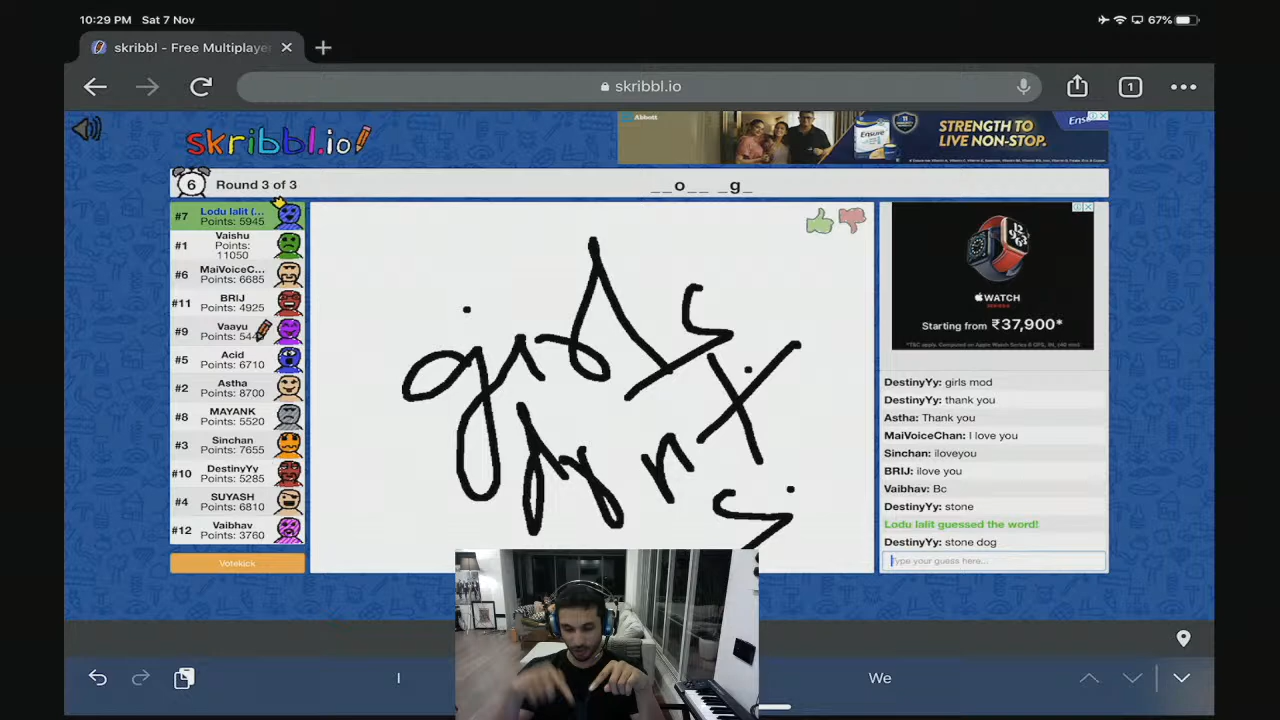 10:29 PM Sat 7 Nov
67%
skribbl - Free Multiplayer
skribbl.io
1
skribbl.io!
Abbott
STRENGTH TO
LIVE NON-STOP.
6
Round 3 of 3
__o__ _g_
#7 Lodu lalit (...
Points: 5945
#1 Vaishu
Points:
11050
#6 MaiVoiceC...
Points: 6685
#11 BRIJ
Points: 4925
#9 Vaayu
#5 Acid
Points: 6710
#2 Astha
Points: 8700
#8 MAYANK
Points: 5520
#3 Sinchan
Points: 7655
#10 DestinyYy
Points: 5285
#4 SUYASH
Points: 6810
#12 Vaibhav
Points: 3760
Votekick
WATCH
Starting from ₹37,900*
DestinyYy: girls mod
DestinyYy: thank you
Astha: Thank you
MaiVoiceChan: I love you
Sinchan: iloveyou
BRIJ: ilove you
Vaibhav: Bc
DestinyYy: stone
Lodu lalit guessed the word!
DestinyYy: stone dog
Type your guess here...
I
We